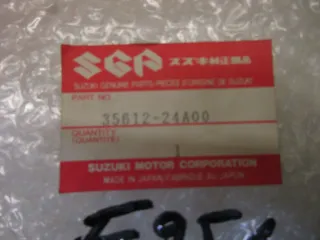 SGP スズキ純正部品
SUZUKI GENUINE PARTS·PIECES D'ORIGINE DE SUZUKI
PART NO.
35612-24A00
QUANTITY
(QUANTITE)
1
SUZUKI MOTOR CORPORATION
MADE IN JAPAN/FABRIQUE AU JAPON